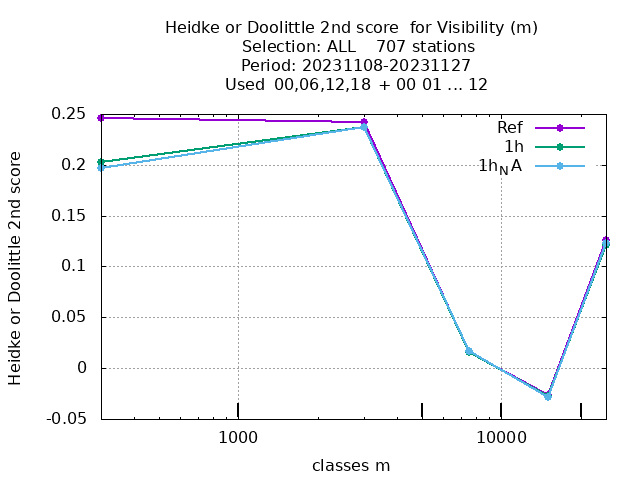 Heidke or Doolittle 2nd score  for Visibility (m)
Selection: ALL    707 stations
Period: 20231108-20231127
Used  00,06,12,18 + 00 01 ... 12
Heidke or Doolittle 2nd score
0.25
0.2
0.15
0.1
0.05
0
-0.05
Ref
1h
1hNA
1000
10000
classes m